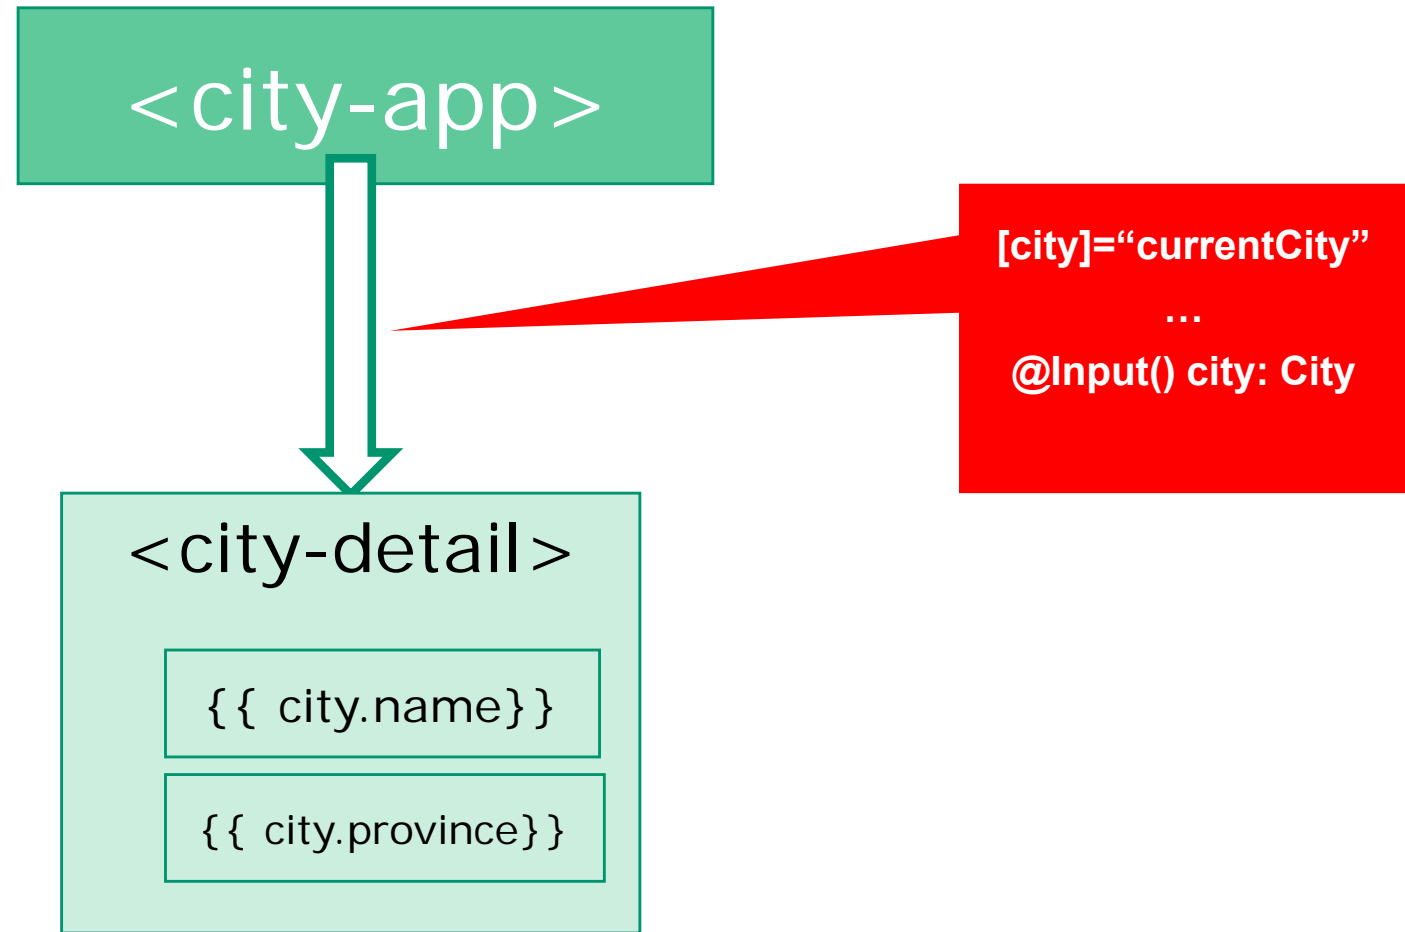 <city-app>
[city]=“currentCity”
…
@Input() city: City
<city-detail>
{{ city.name}}
{{ city.province}}